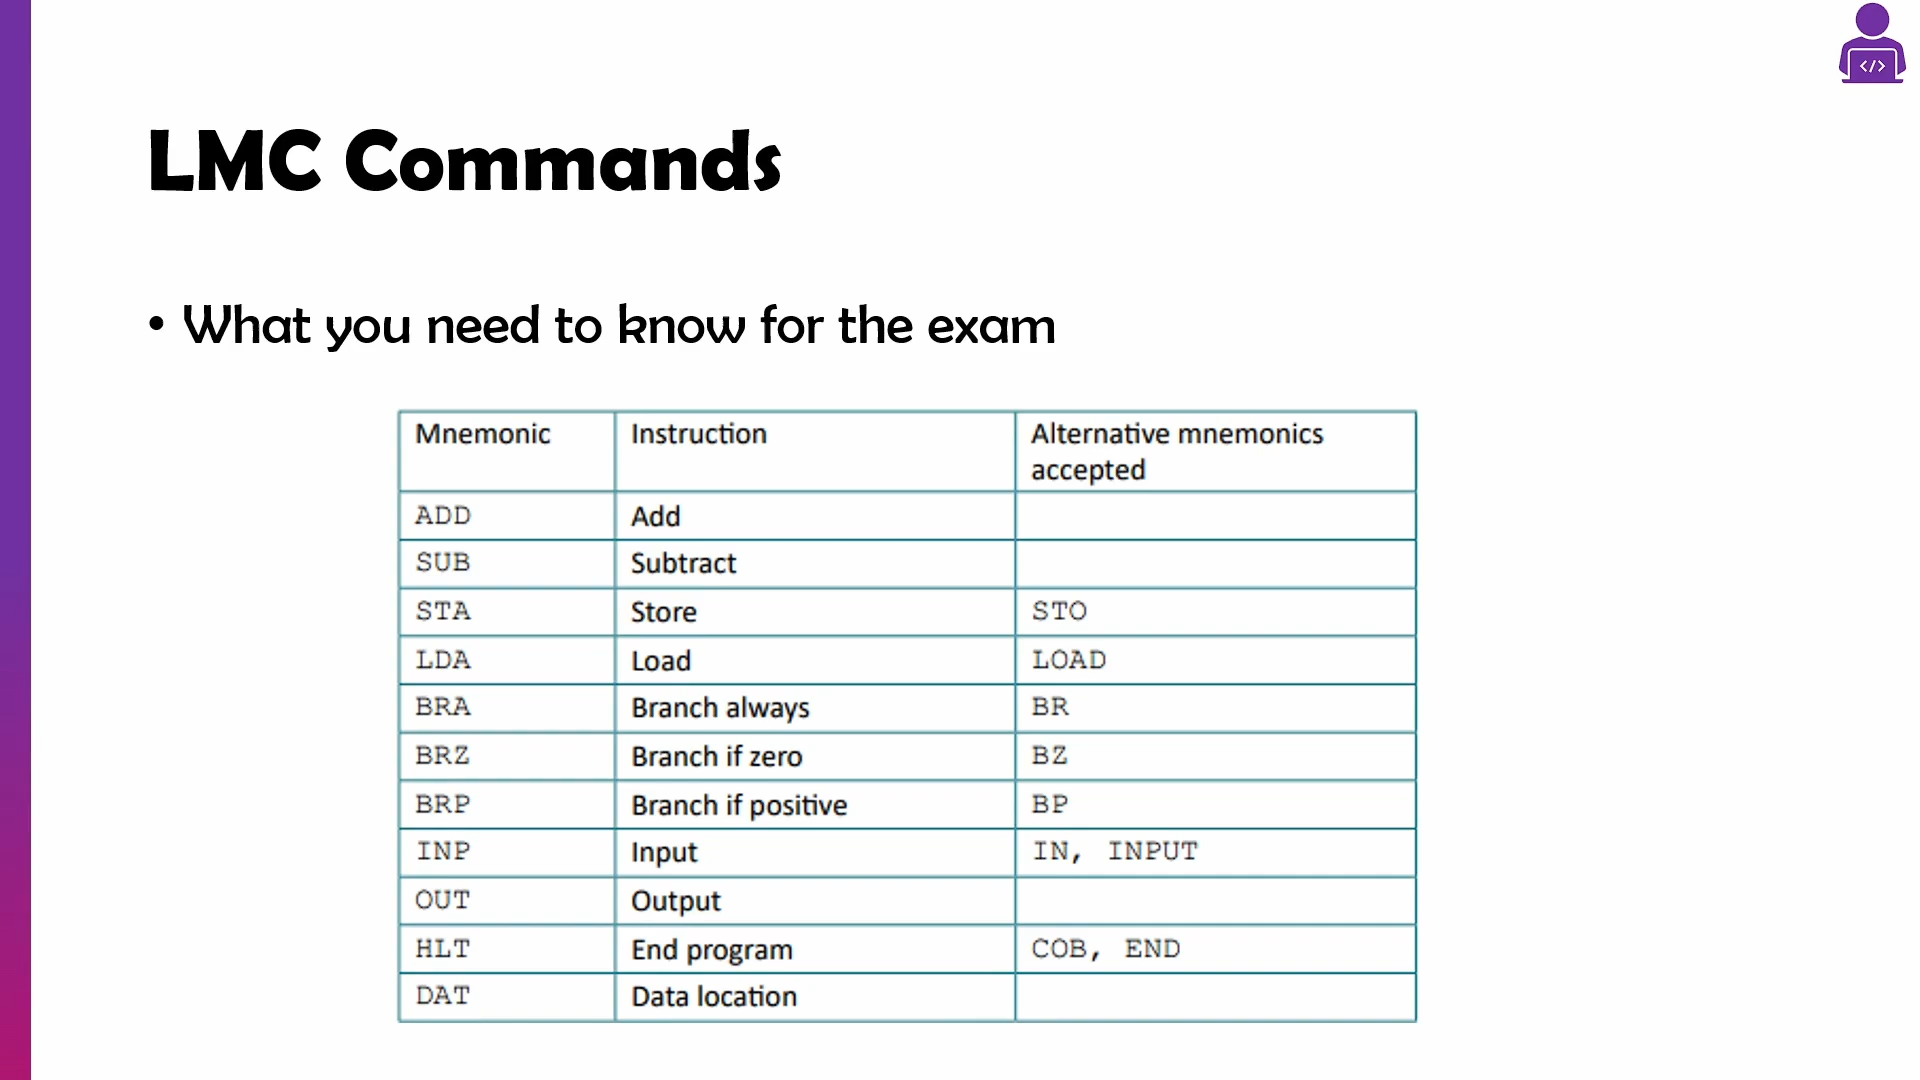 </>
LMC Commands
• What you need to know for the exam
Mnemonic Instruction Alternative mnemonics accepted
ADD Add
SUB Subtract
STA Store STO
LDA Load LOAD
BRA Branch always BR
BRZ Branch if zero BZ
BRP Branch if positive BP
INP Input IN, INPUT
OUT Output
HLT End program COB, END
DAT Data location